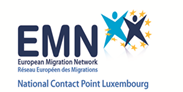 EMN
European Migration Network
Réseau Européen des Migrations
National Contact Point Luxembourg